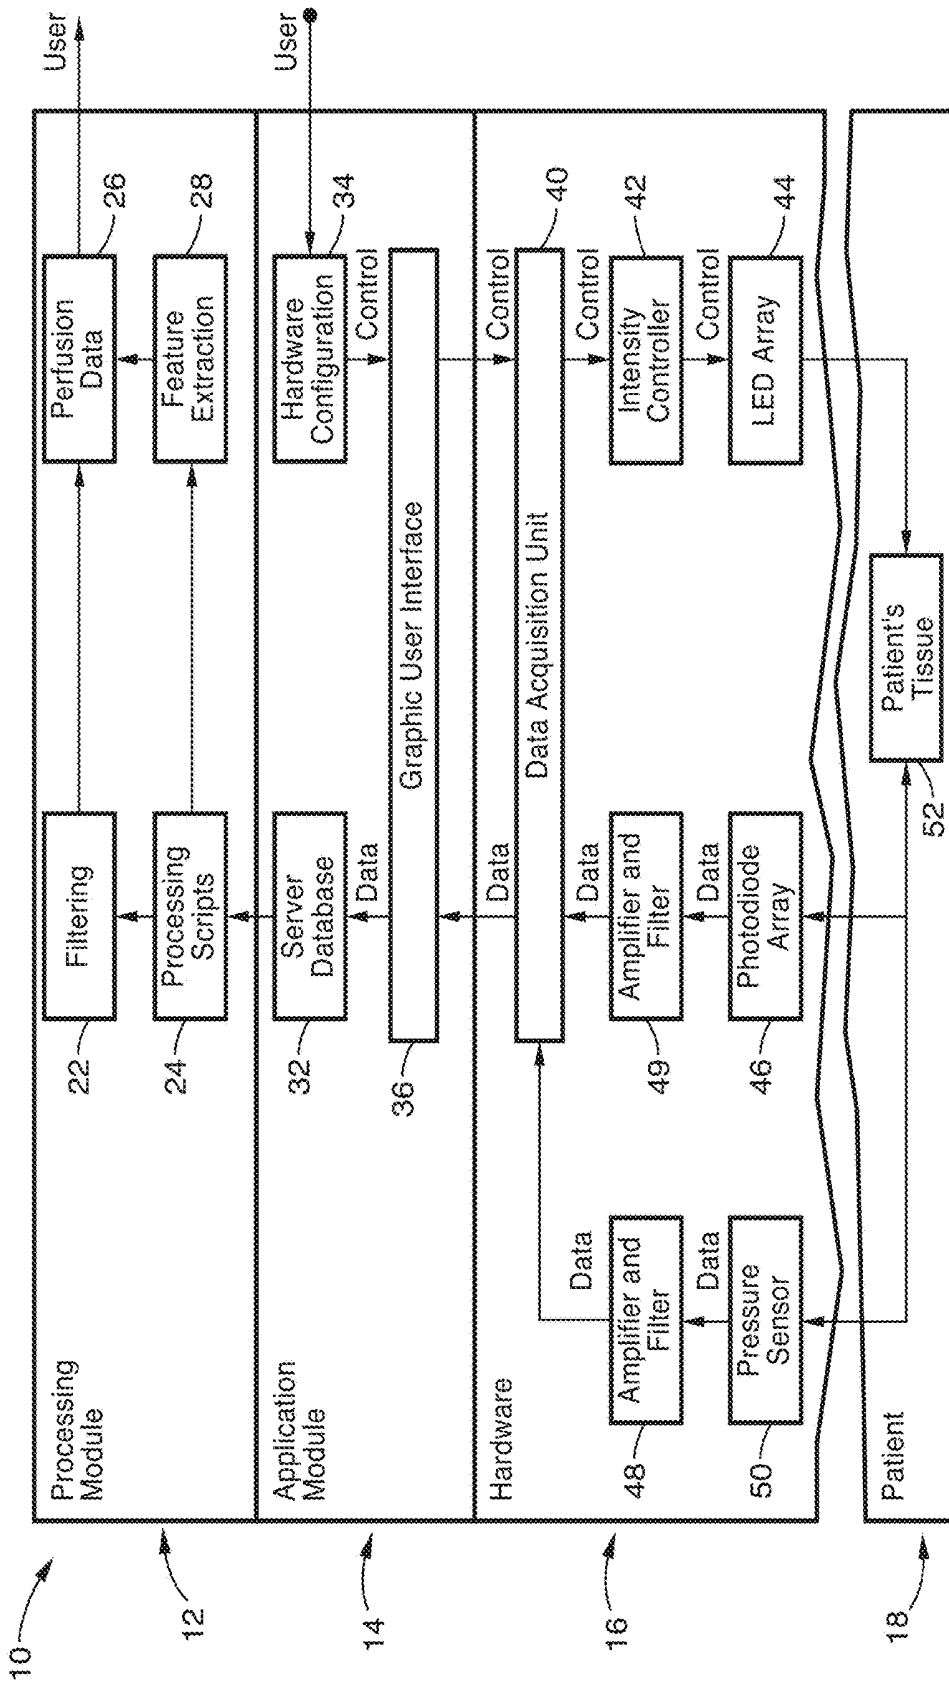 10
12
Processing
Module
22
Filtering
24
Processing
Scripts
Perfusion
Data
26
Feature
Extraction
28
User
14
Application
Module
32
Server
Database
Data
36
Graphic User Interface
Hardware
Configuration
34
Control
User
16
Hardware
Data
Control
Data Acquisition Unit
40
Data
Amplifier and
Filter
48
Data
Pressure
Sensor
50
Data
Amplifier and
Filter
49
Data
Photodiode
Array
46
Control
Intensity
Controller
42
Control
LED Array
44
18
Patient
Patient's
Tissue
52